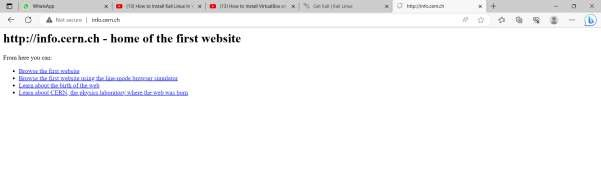 WhatsApp
(13) How to Install Kali Linux in V
(13) How to Install VirtualBox on
Get Kali | Kali Linux
http://info.cern.ch
Not secure | info.cern.ch
http://info.cern.ch - home of the first website
From here you can:
Browse the first website
Browse the first website using the line-mode browser simulator
Learn about the birth of the web
Learn about CERN, the physics laboratory where the web was born